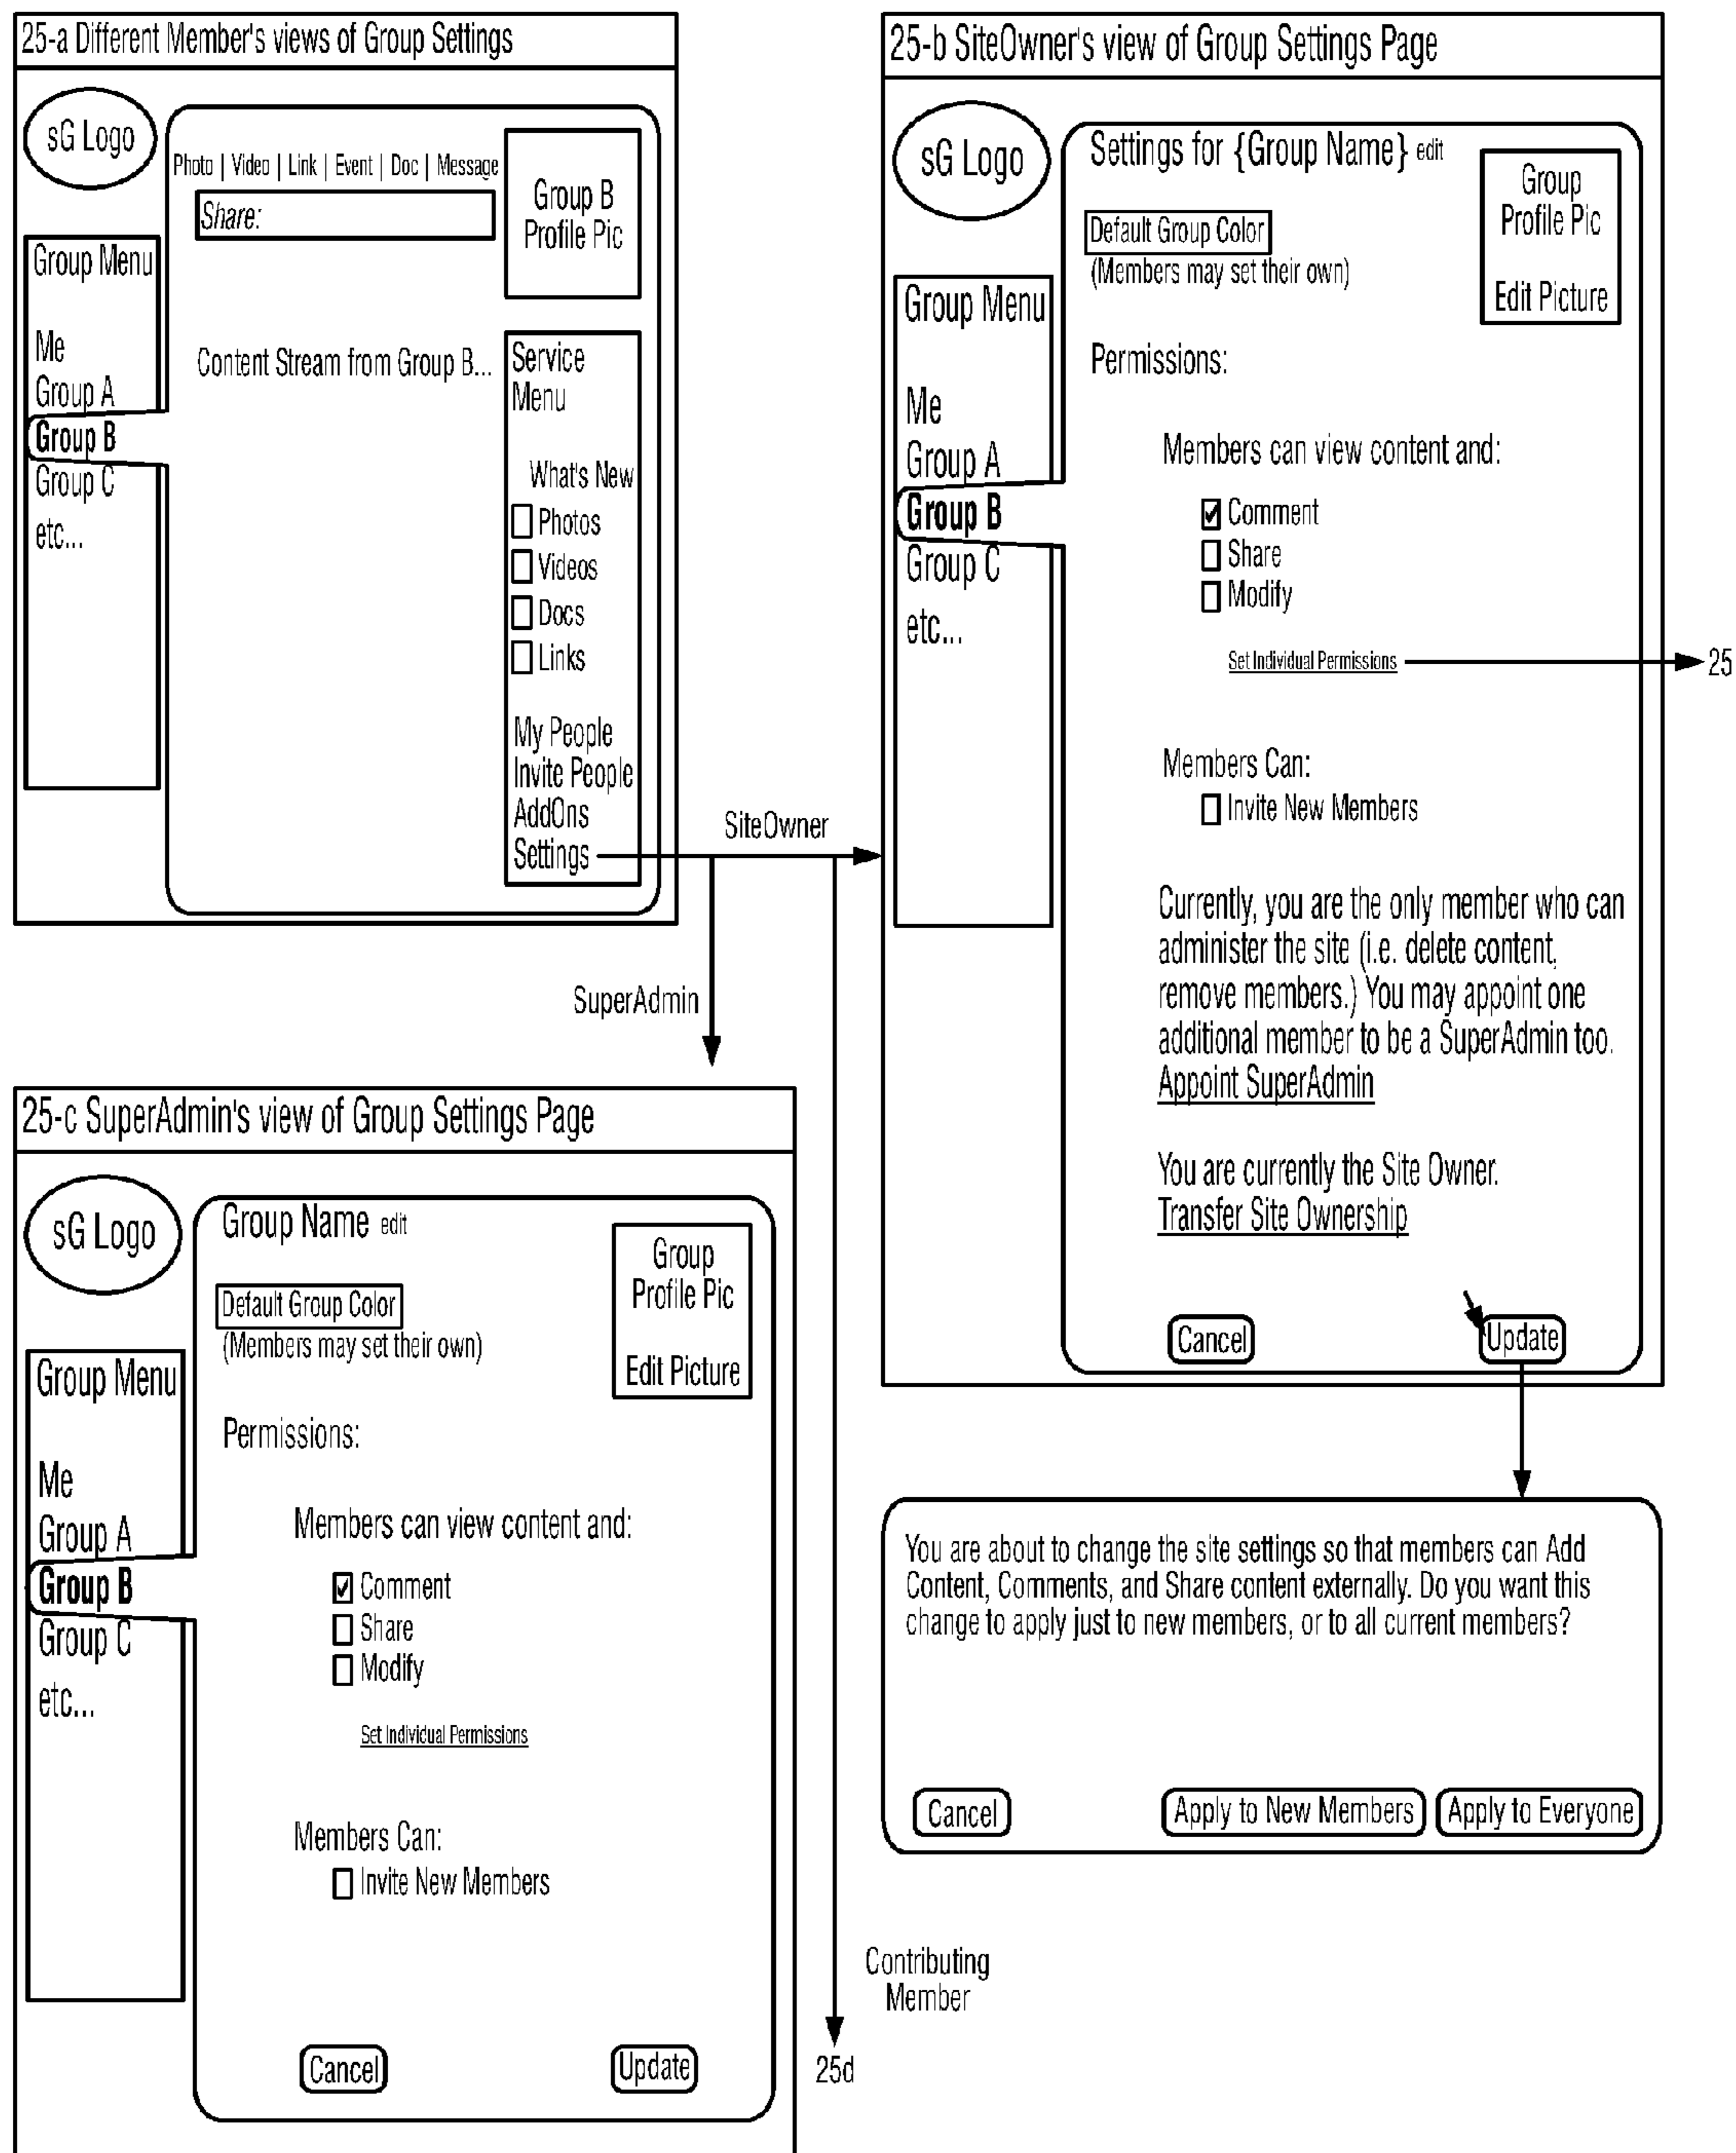 25-a Different Member's views of Group Settings
sG Logo
Photo | Video | Link | Event | Doc | Message
Share:
Group B
Profile Pic
Group Menu
Me
Group A
Group B
Group C
etc...
Content Stream from Group B...
Service
Menu
What's New
Photos
Videos
Docs
Links
My People
Invite People
AddOns
Settings
SiteOwner
SuperAdmin
Contributing
Member
25d
25-b SiteOwner's view of Group Settings Page
sG Logo
Settings for {Group Name} edit
Default Group Color
(Members may set their own)
Group
Profile Pic
Edit Picture
Group Menu
Me
Group A
Group B
Group C
etc...
Permissions:
Members can view content and:
Comment
Share
Modify
Set Individual Permissions
25
Members Can:
Invite New Members
Currently, you are the only member who can
administer the site (i.e. delete content,
remove members.) You may appoint one
additional member to be a SuperAdmin too.
Appoint SuperAdmin
You are currently the Site Owner.
Transfer Site Ownership
Cancel
Update
You are about to change the site settings so that members can Add
Content, Comments, and Share content externally. Do you want this
change to apply just to new members, or to all current members?
Cancel
Apply to New Members
Apply to Everyone
25-c SuperAdmin's view of Group Settings Page
sG Logo
Group Name edit
Default Group Color
(Members may set their own)
Group
Profile Pic
Edit Picture
Group Menu
Me
Group A
Group B
Group C
etc...
Permissions:
Members can view content and:
Comment
Share
Modify
Set Individual Permissions
Members Can:
Invite New Members
Cancel
Update